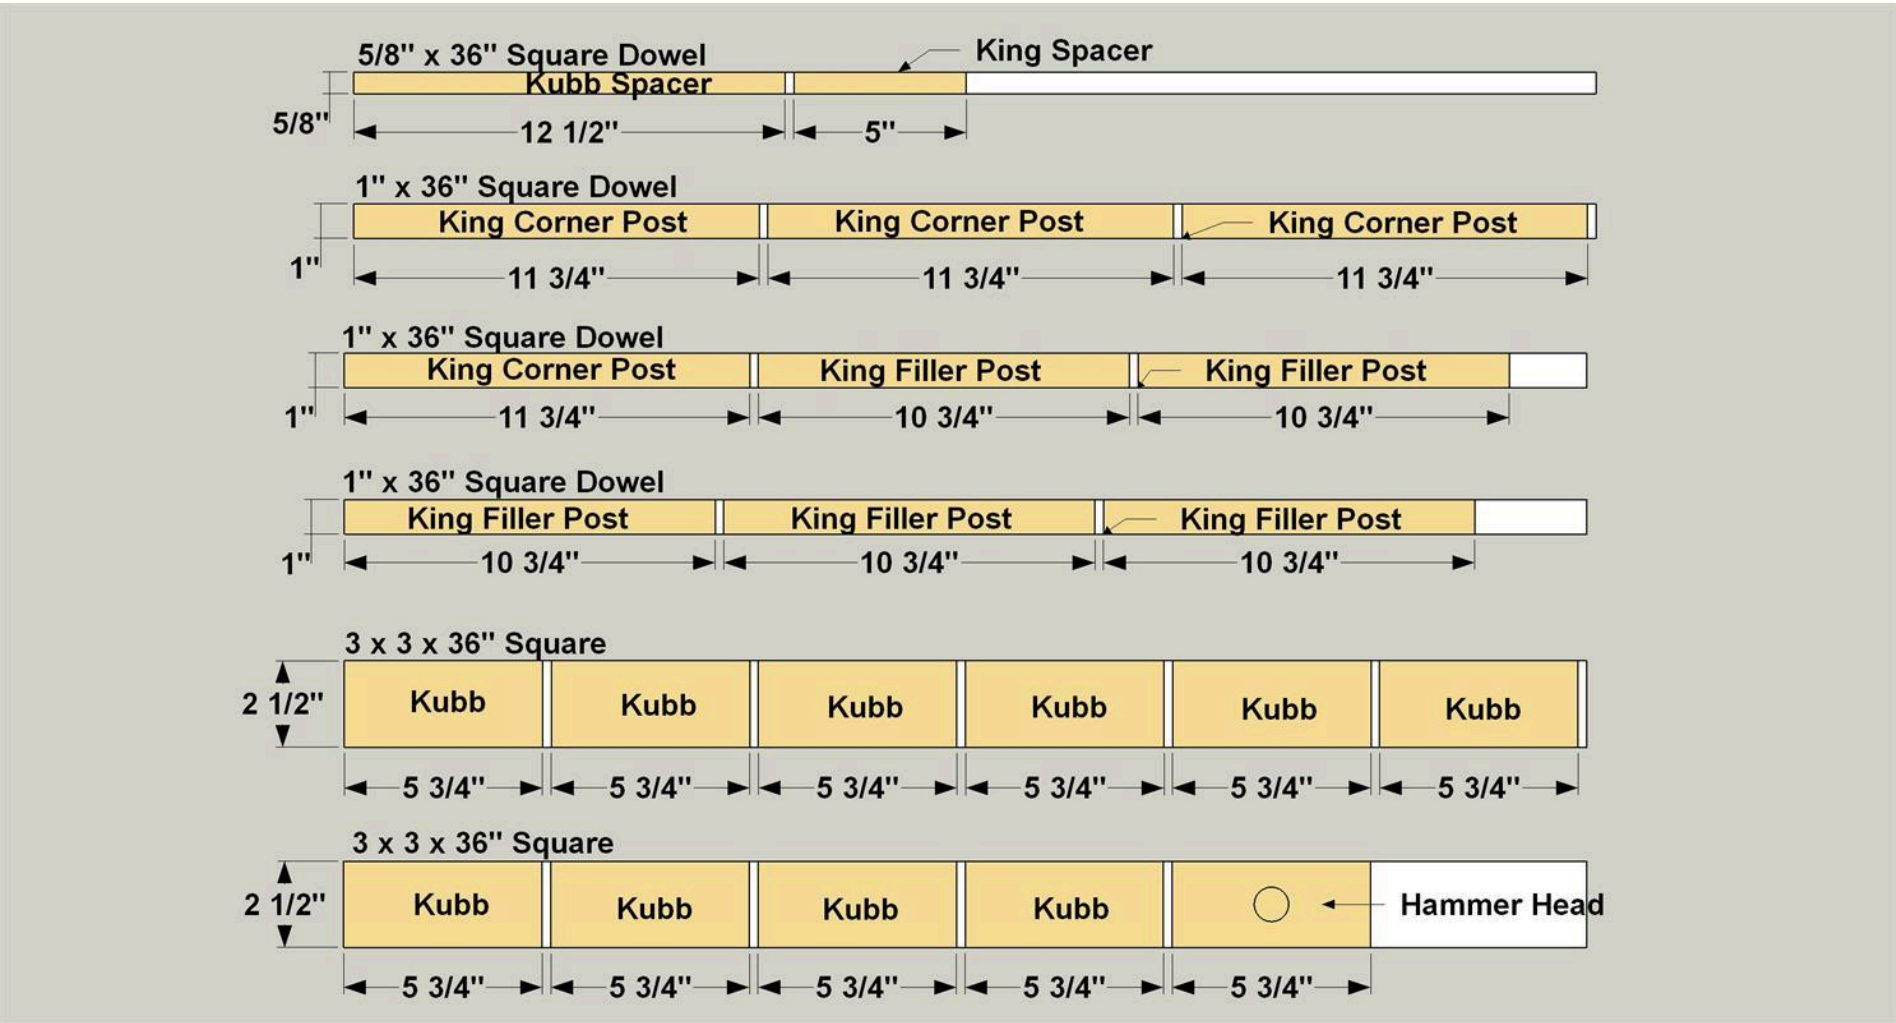 5/8" x 36" Square Dowel
King Spacer
Kubb Spacer
5/8"
12 1/2"
5"
1" x 36" Square Dowel
King Corner Post
King Corner Post
King Corner Post
1"
11 3/4"
11 3/4"
11 3/4"
1" x 36" Square Dowel
King Corner Post
King Filler Post
King Filler Post
1"
11 3/4"
10 3/4"
10 3/4"
1" x 36" Square Dowel
King Filler Post
King Filler Post
King Filler Post
1"
10 3/4"
10 3/4"
10 3/4"
3 x 3 x 36" Square
2 1/2"
Kubb
Kubb
Kubb
Kubb
Kubb
Kubb
5 3/4"
5 3/4"
5 3/4"
5 3/4"
5 3/4"
5 3/4"
3 x 3 x 36" Square
2 1/2"
Kubb
Kubb
Kubb
Kubb
Hammer Head
5 3/4"
5 3/4"
5 3/4"
5 3/4"
5 3/4"